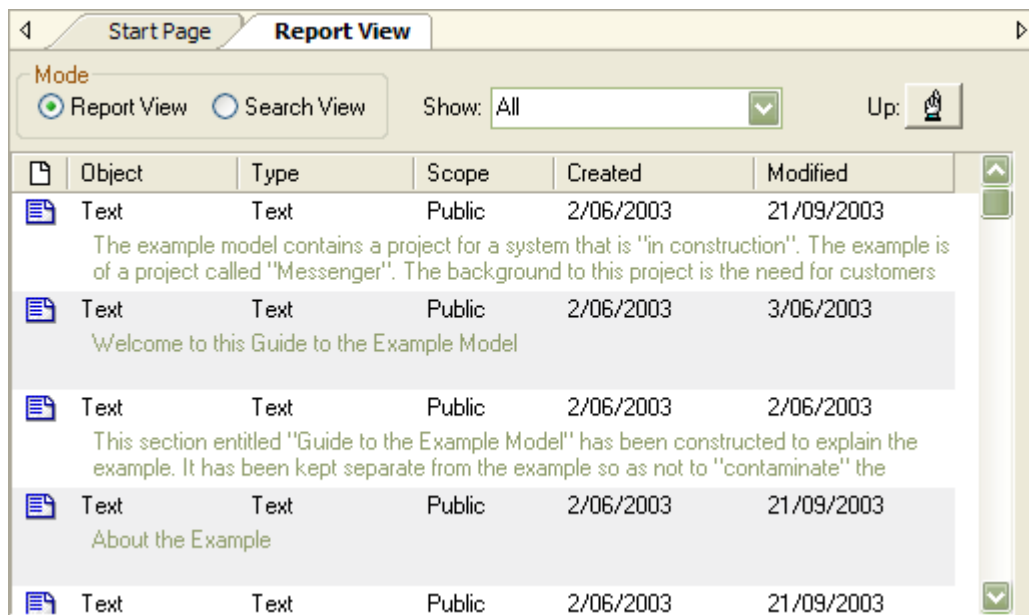 Start Page Report View
Mode
Report View Search View Show: All Up:
Object Type Scope Created Modified
Text Text Public 2/06/2003 21/09/2003
The example model contains a project for a system that is "in construction". The example is
of a project called "Messenger". The background to this project is the need for customers
Text Text Public 2/06/2003 3/06/2003
Welcome to this Guide to the Example Model
Text Text Public 2/06/2003 2/06/2003
This section entitled "Guide to the Example Model" has been constructed to explain the
example. It has been kept separate from the example so as not to "contaminate" the
Text Text Public 2/06/2003 21/09/2003
About the Example
Text Text Public 2/06/2003 21/09/2003